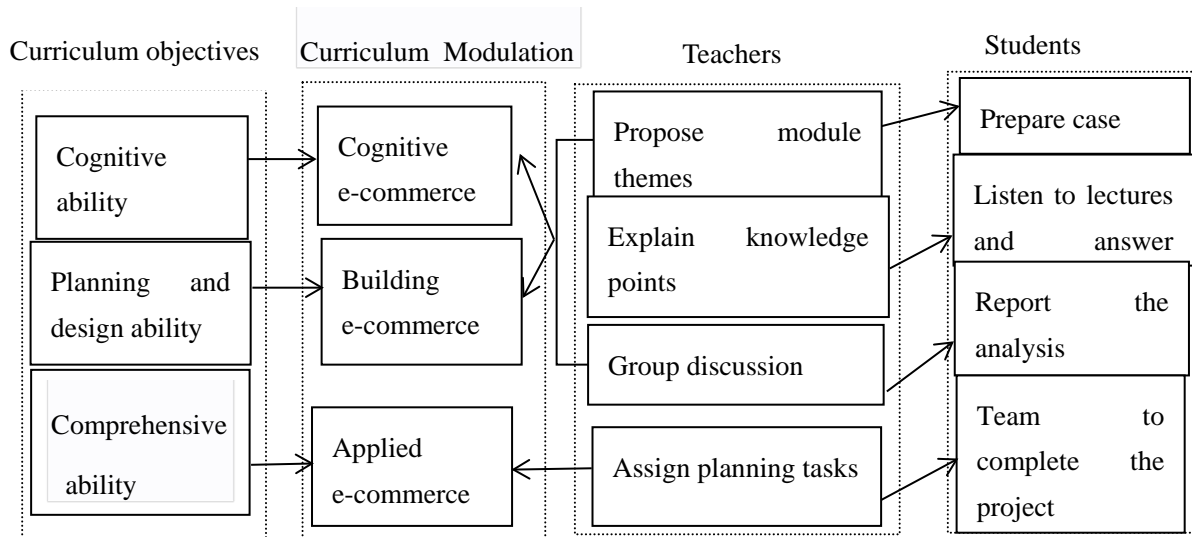 Curriculum objectives
Curriculum Modulation
Teachers
Students
Cognitive
ability
Planning and
design ability
Comprehensive
ability
Cognitive
e-commerce
Building
e-commerce
Applied
e-commerce
Propose module
themes
Explain knowledge
points
Group discussion
Assign planning tasks
Prepare case
Listen to lectures
and answer
Report the
analysis
Team to
complete the
project